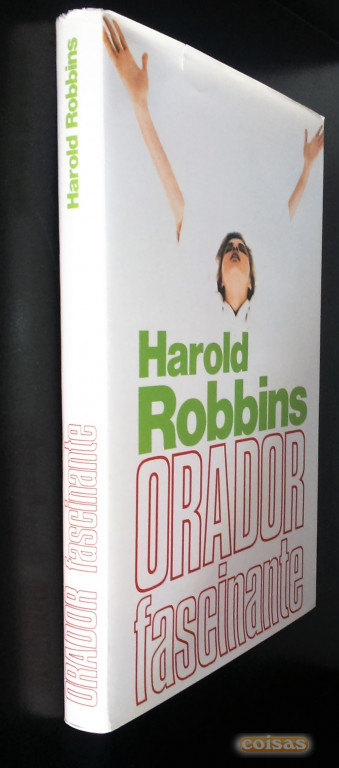 Harold Robbins
ORADOR fascinante
Harold
Robbins
ORADOR
fascinante
coisas